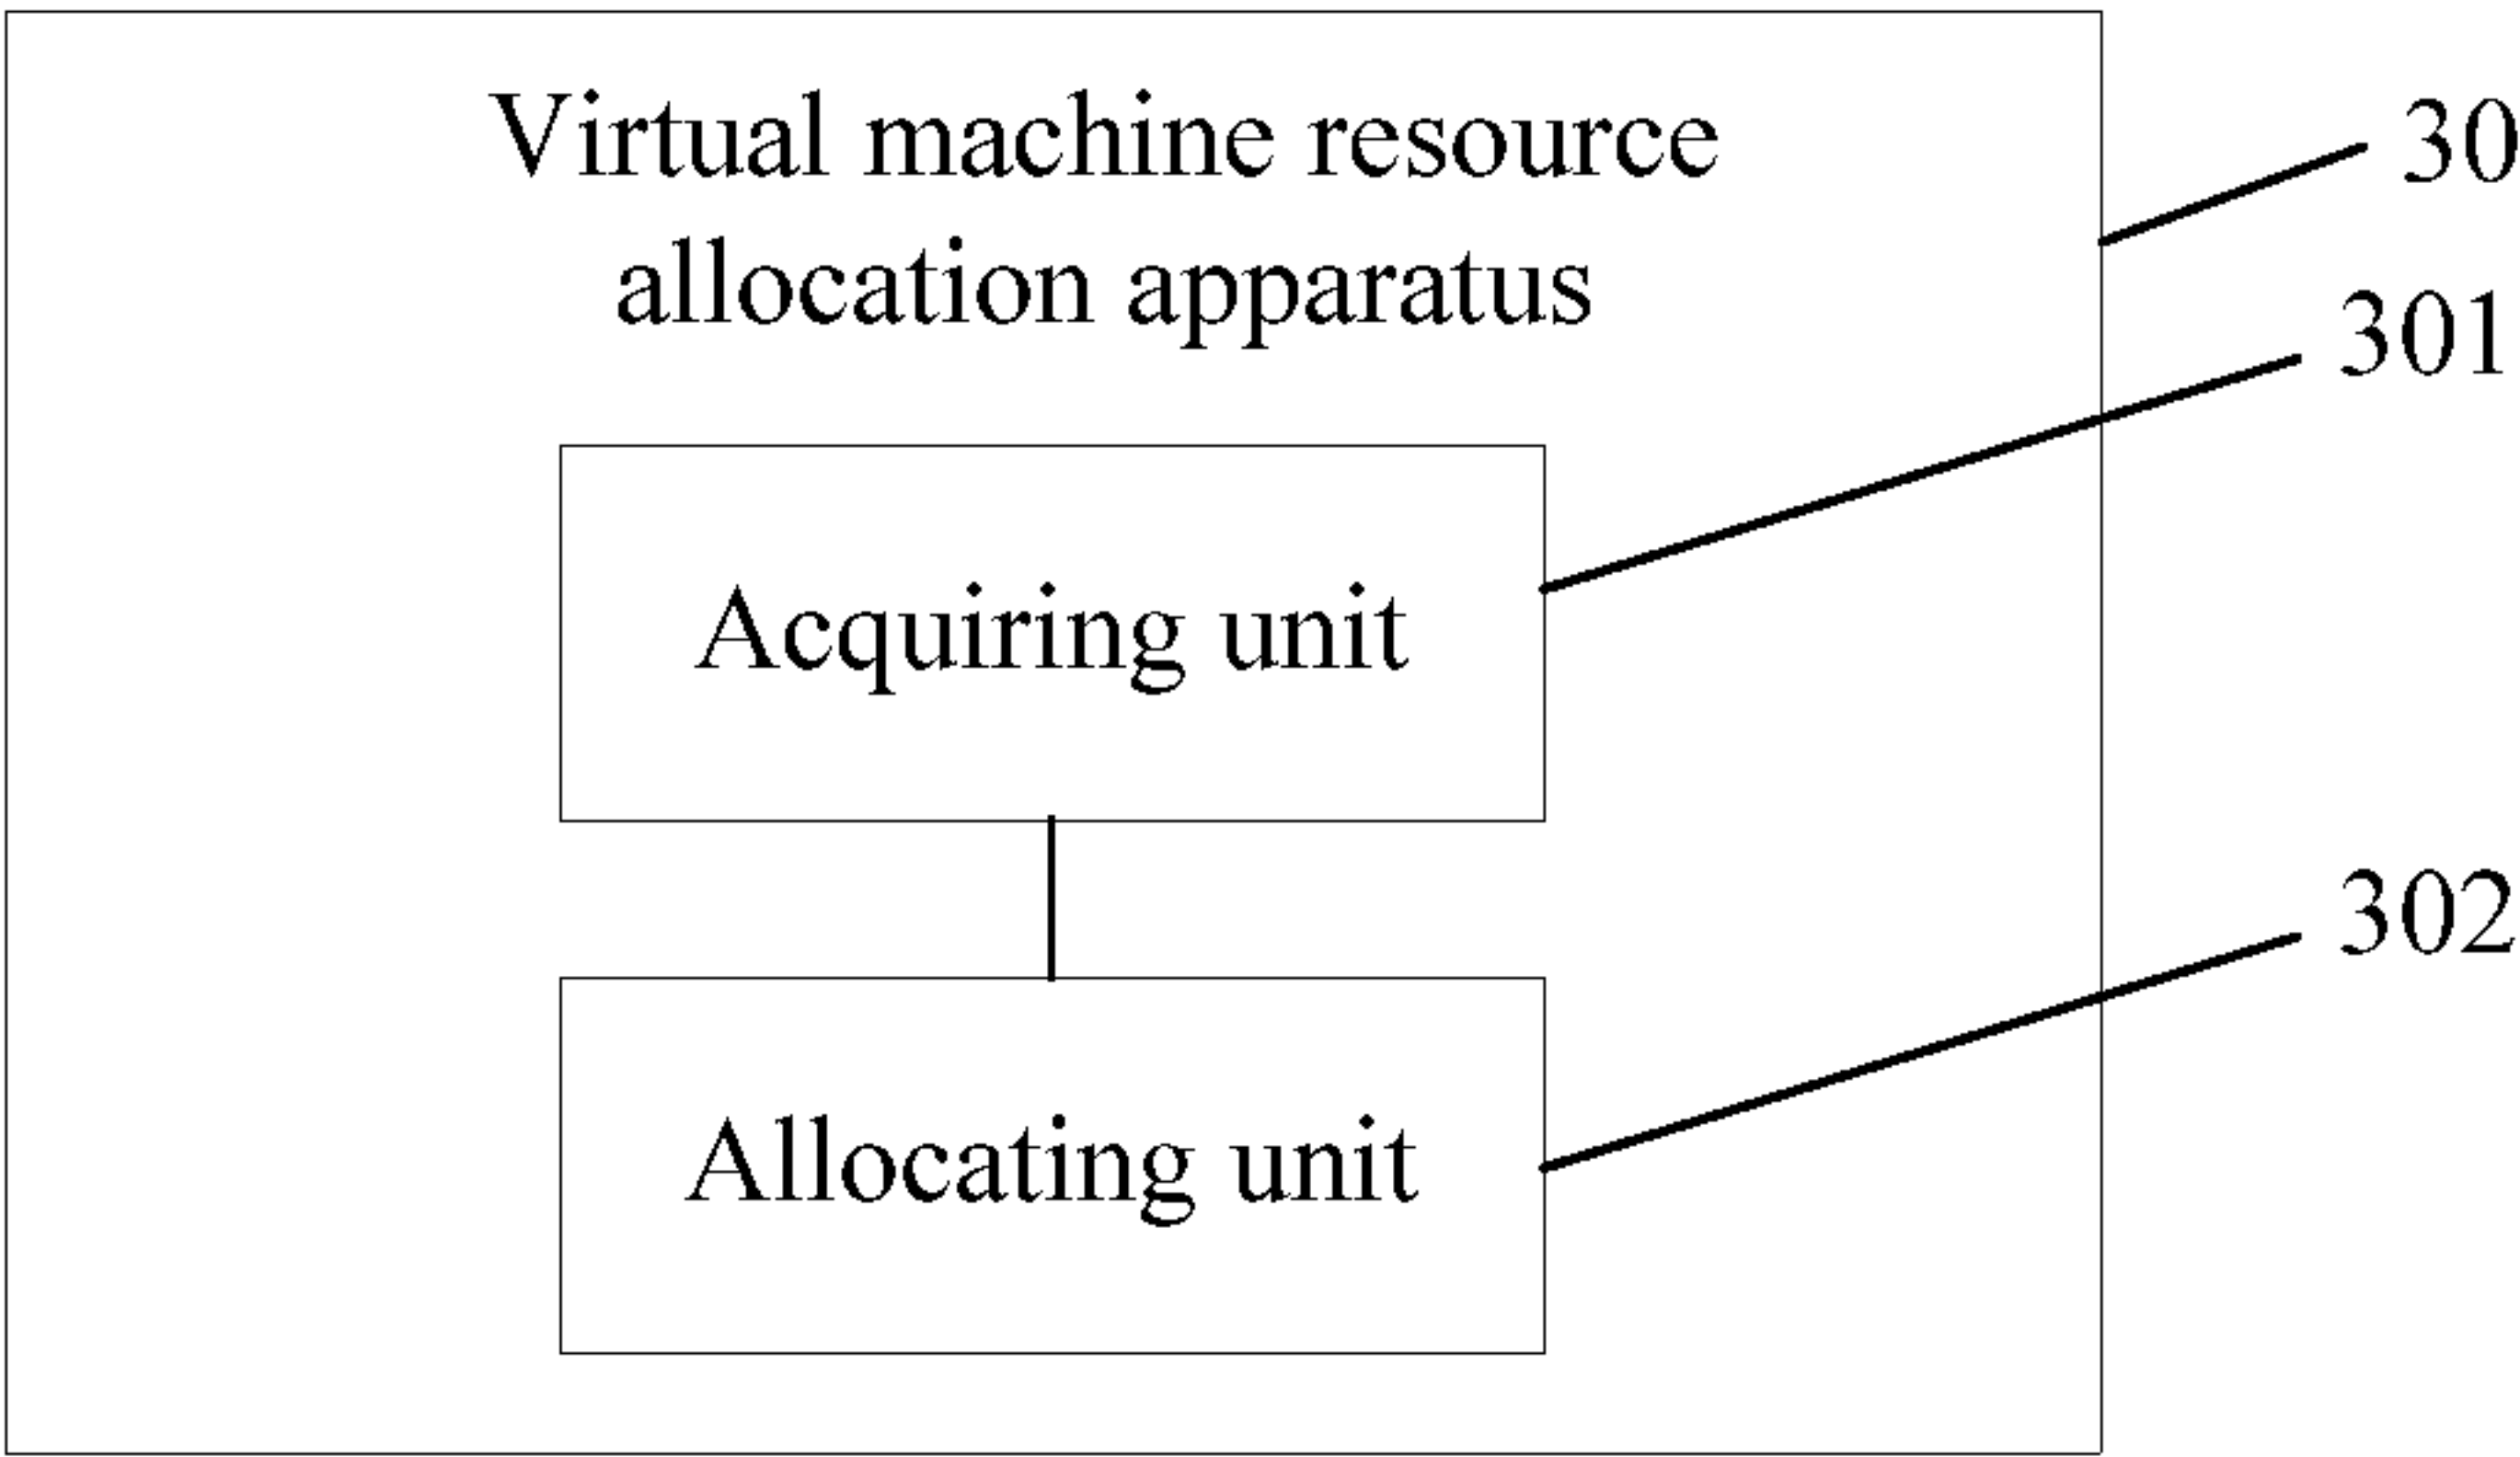 Virtual machine resource
allocation apparatus
30
301
Acquiring unit
302
Allocating unit